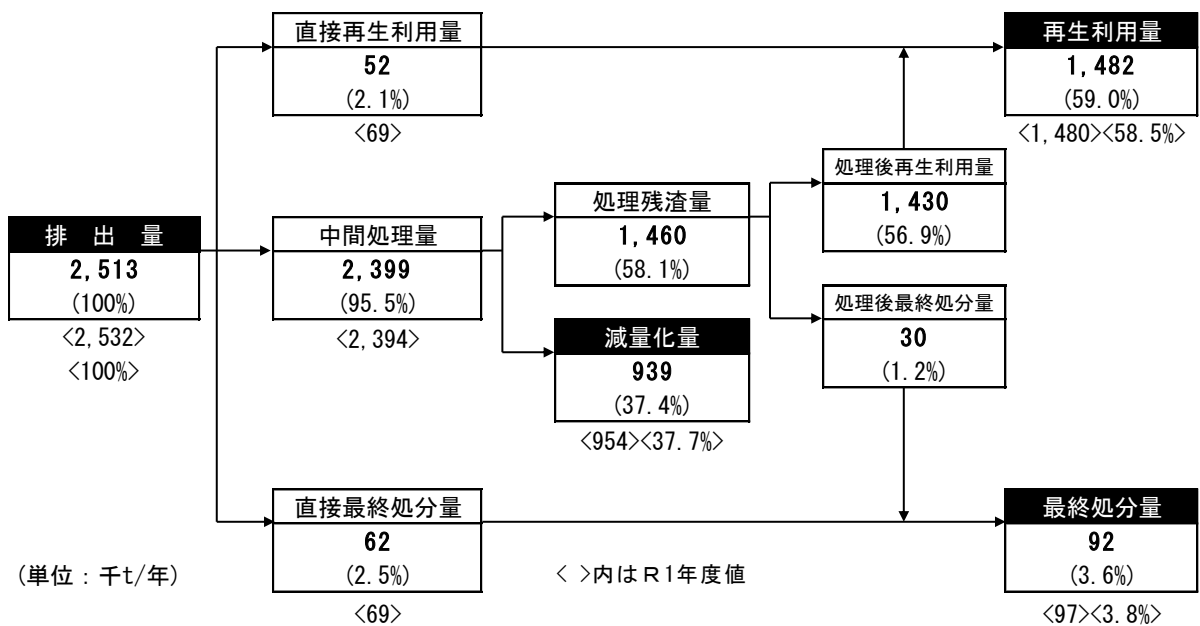 直接再生利用量
52
(2.1%)
<69>
再生利用量
1,482
(59.0%)
<1,480><58.5%>
処理後再生利用量
1,430
(56.9%)
処理残渣量
1,460
(58.1%)
排 出 量
2,513
(100%)
<2,532>
<100%>
中間処理量
2,399
(95.5%)
<2,394>
減量化量
939
(37.4%)
<954><37.7%>
処理後最終処分量
30
(1.2%)
直接最終処分量
62
(2.5%)
<69>
最終処分量
92
(3.6%)
<97><3.8%>
(単位:千t/年)
< >内はR1年度値